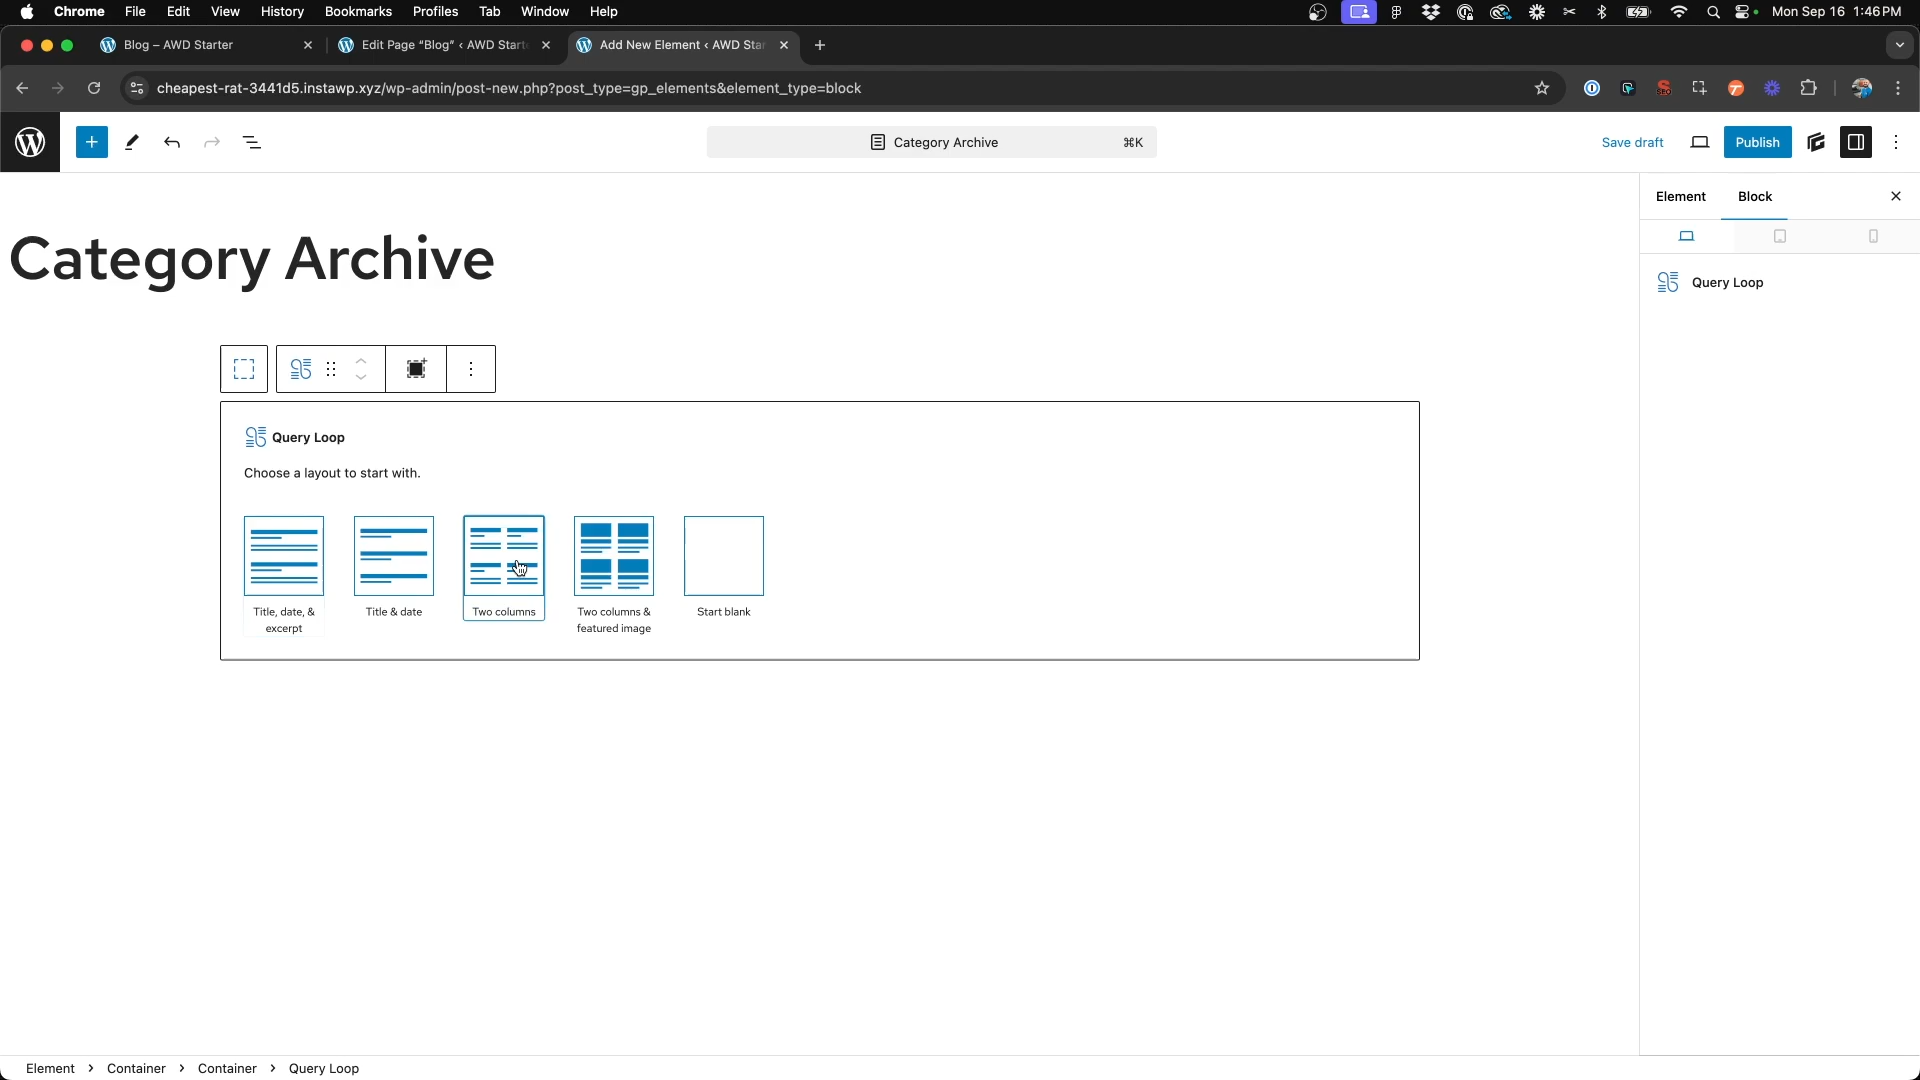 Chrome File Edit View History Bookmarks Profiles Tab Window Help
Mon Sep 16 1:46 PM
Blog – AWD Starter
Edit Page “Blog” ‹ AWD Start
Add New Element ‹ AWD Star
cheapest-rat-3441d5.instawp.xyz/wp-admin/post-new.php?post_type=gp_elements&element_type=block
Category Archive
⌘K
Save draft
Publish
Element
Block
Category Archive
Query Loop
Query Loop
Choose a layout to start with.
Title, date, &
excerpt
Title & date
Two columns
Two columns &
featured image
Start blank
Element › Container › Container › Query Loop